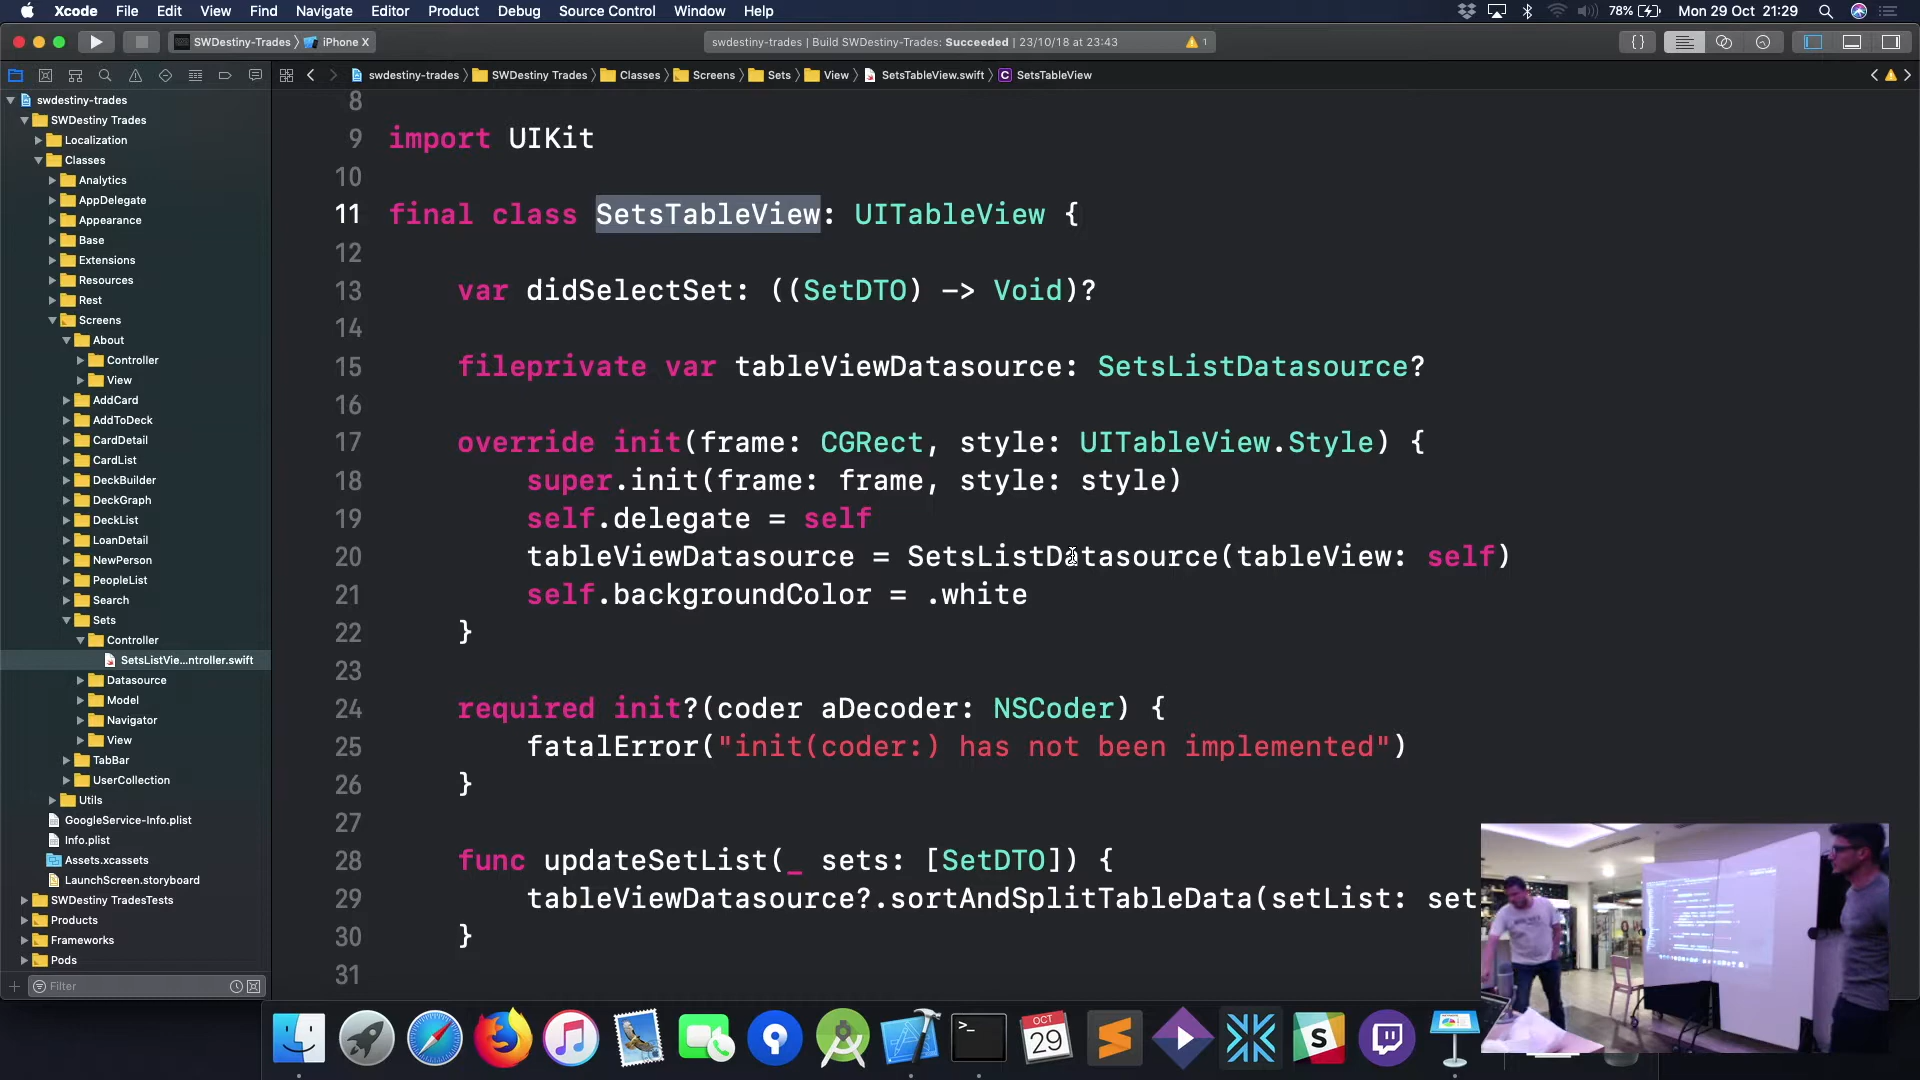 Xcode File Edit View Find Navigate Editor Product Debug Source Control Window Help
78% Mon 29 Oct 21:29
SWDestiny-Trades iPhone X
swdestiny-trades | Build SWDestiny-Trades: Succeeded | 23/10/18 at 23:43
1
swdestiny-trades SWDestiny Trades Classes Screens Sets View SetsTableView.swift C SetsTableView
swdestiny-trades
SWDestiny Trades
Localization
Classes
Analytics
AppDelegate
Appearance
Base
Extensions
Resources
Rest
Screens
About
Controller
View
AddCard
AddToDeck
CardDetail
CardList
DeckBuilder
DeckGraph
DeckList
LoanDetail
NewPerson
PeopleList
Search
Sets
Controller
SetsListVie...ntroller.swift
Datasource
Model
Navigator
View
TabBar
UserCollection
Utils
GoogleService-Info.plist
Info.plist
Assets.xcassets
LaunchScreen.storyboard
SWDestiny TradesTests
Products
Frameworks
Pods
Filter
8
9 import UIKit
10
11 final class SetsTableView: UITableView {
12
13 var didSelectSet: ((SetDTO) -> Void)?
14
15 fileprivate var tableViewDatasource: SetsListDatasource?
16
17 override init(frame: CGRect, style: UITableView.Style) {
18 super.init(frame: frame, style: style)
19 self.delegate = self
20 tableViewDatasource = SetsListDatasource(tableView: self)
21 self.backgroundColor = .white
22 }
23
24 required init?(coder aDecoder: NSCoder) {
25 fatalError("init(coder:) has not been implemented")
26 }
27
28 func updateSetList(_ sets: [SetDTO]) {
29 tableViewDatasource?.sortAndSplitTableData(setList: set
30 }
31
OCT
29